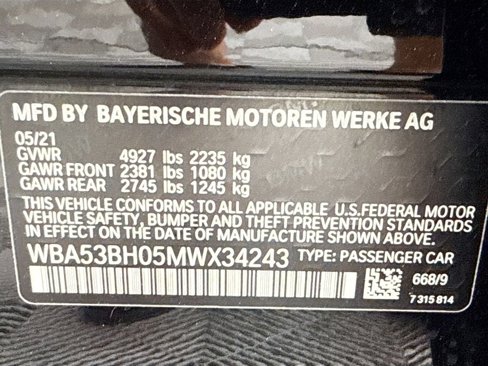 MFD BY BAYERISCHE MOTOREN WERKE AG
05/21
GVWR 4927 lbs 2235 kg
GAWR FRONT 2381 lbs 1080 kg
GAWR REAR 2745 lbs 1245 kg
THIS VEHICLE CONFORMS TO ALL APPLICABLE U.S.FEDERAL MOTOR
VEHICLE SAFETY, BUMPER AND THEFT PREVENTION STANDARDS
IN EFFECT ON THE DATE OF MANUFACTURE SHOWN ABOVE.
WBA53BH05MWX34243 TYPE: PASSENGER CAR
668/9
7 315 814